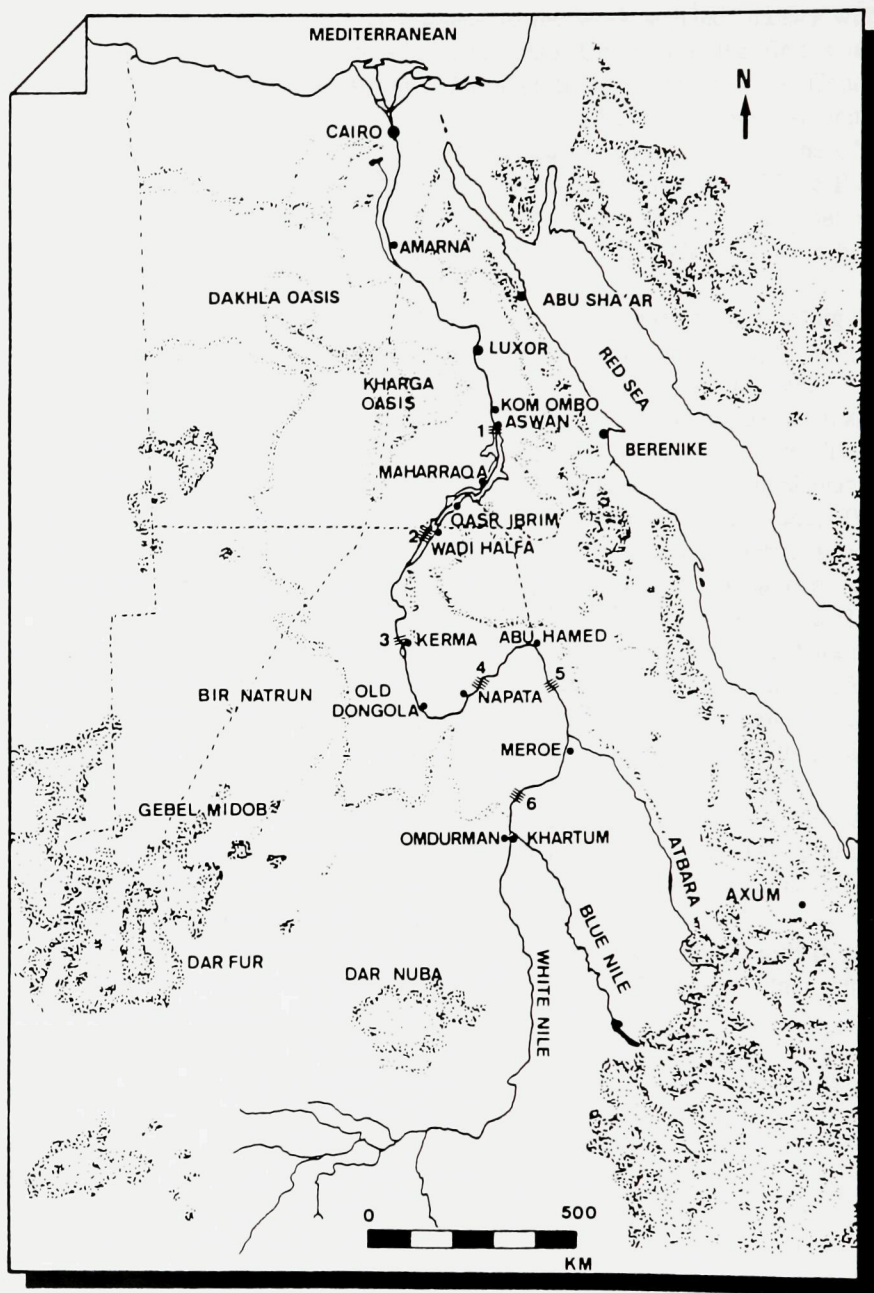 MEDITERRANEAN
N
CAIRO
AMARNA
DAKHLA OASIS
ABU SHA'AR
LUXOR
RED SEA
KHARGA
OASIS
KOM OMBO
1
ASWAN
BERENIKE
MAHARRAQA
QASR IBRIM
2
WADI HALFA
3
KERMA
ABU HAMED
4
5
BIR NATRUN
OLD
DONGOLA
NAPATA
MEROE
6
GEBEL MIDOB
OMDURMAN
KHARTUM
ATBARA
AXUM
BLUE NILE
WHITE NILE
DAR FUR
DAR NUBA
0
500
KM